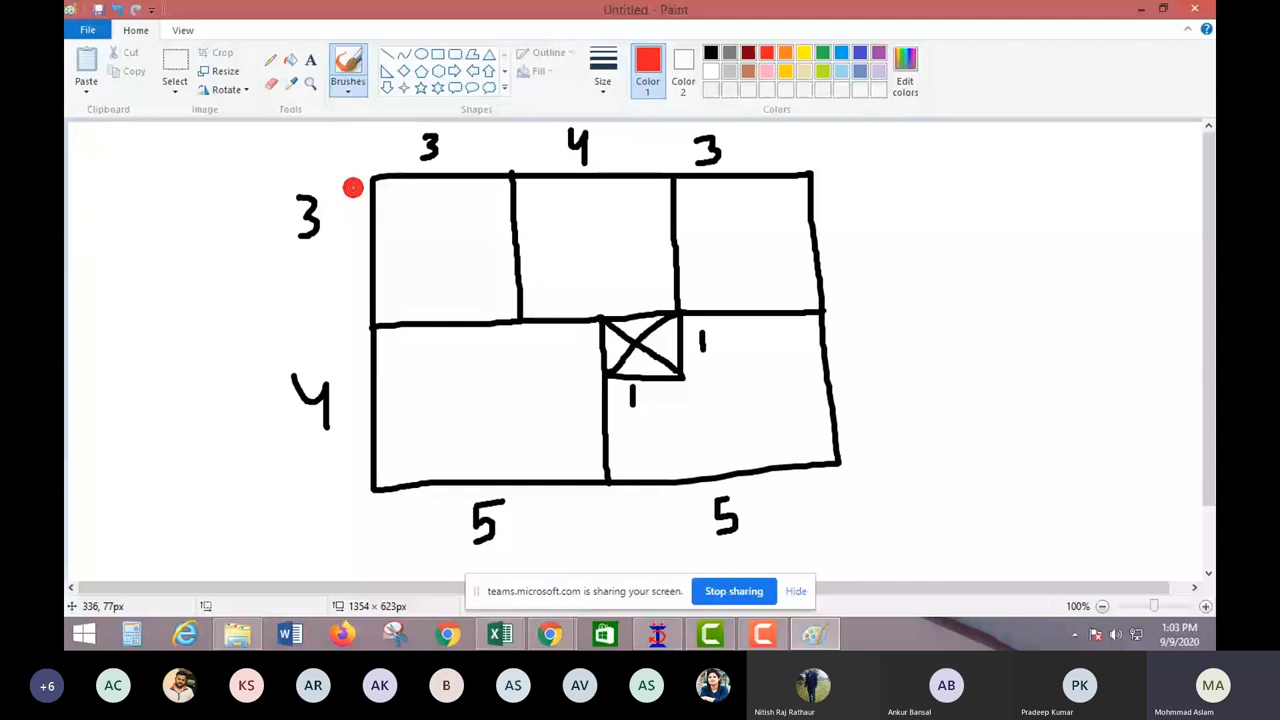 Untitled - Paint
File Home View
Paste
Cut
Copy
Clipboard
Select
Crop
Resize
Rotate
Image
A
Tools
Brushes
Outline
Fill
Shapes
Size
Color 1
Color 2
Edit colors
Colors
3 4 3
3
1
4
1
5 5
teams.microsoft.com is sharing your screen. Stop sharing Hide
336, 77px
1354 × 623px
100%
1:03 PM
9/9/2020
+6 AC KS AR AK B AS AV AS AB PK MA
Nitish Raj Rathaur Ankur Bansal Pradeep Kumar Mohmmad Aslam